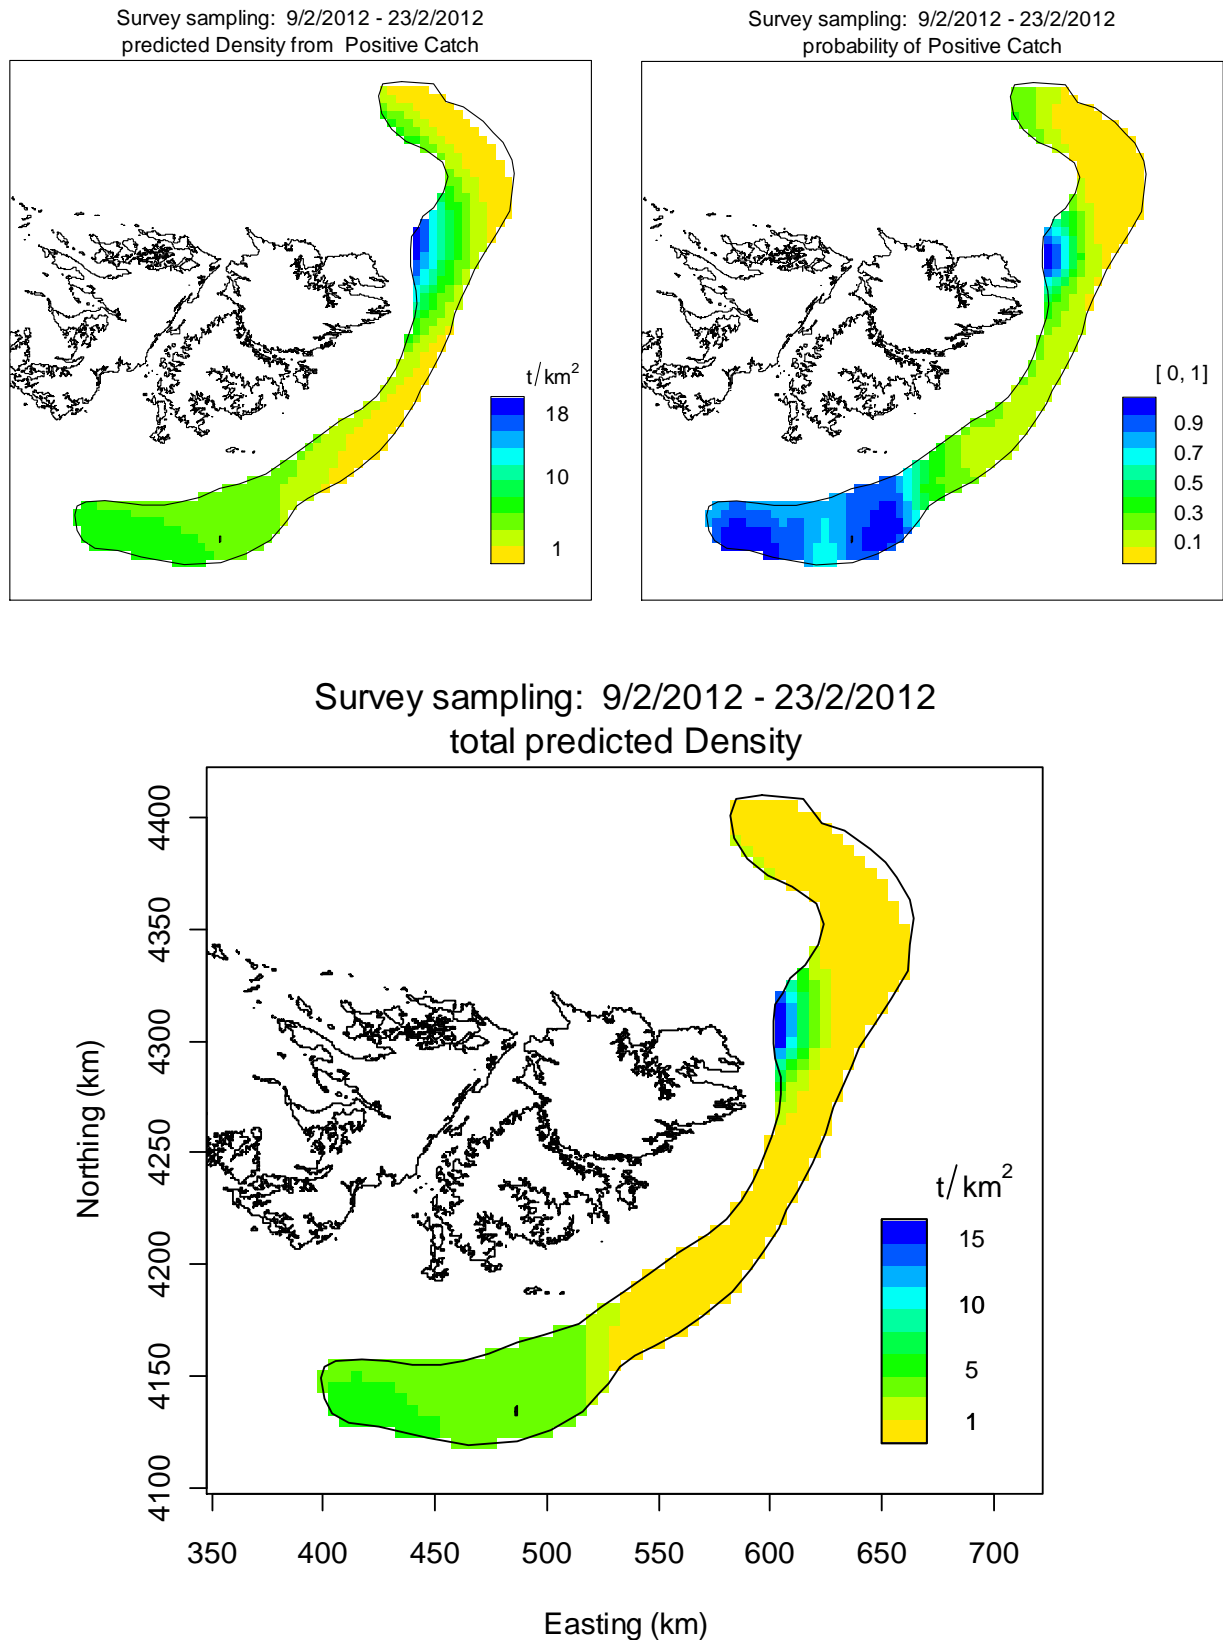 Survey sampling: 9/2/2012 - 23/2/2012
predicted Density from Positive Catch
t/km²
18
10
1
Survey sampling: 9/2/2012 - 23/2/2012
probability of Positive Catch
[ 0, 1]
0.9
0.7
0.5
0.3
0.1
Survey sampling: 9/2/2012 - 23/2/2012
total predicted Density
Northing (km)
4400
4350
4300
4250
4200
4150
4100
t/km²
15
10
5
1
350 400 450 500 550 600 650 700
Easting (km)